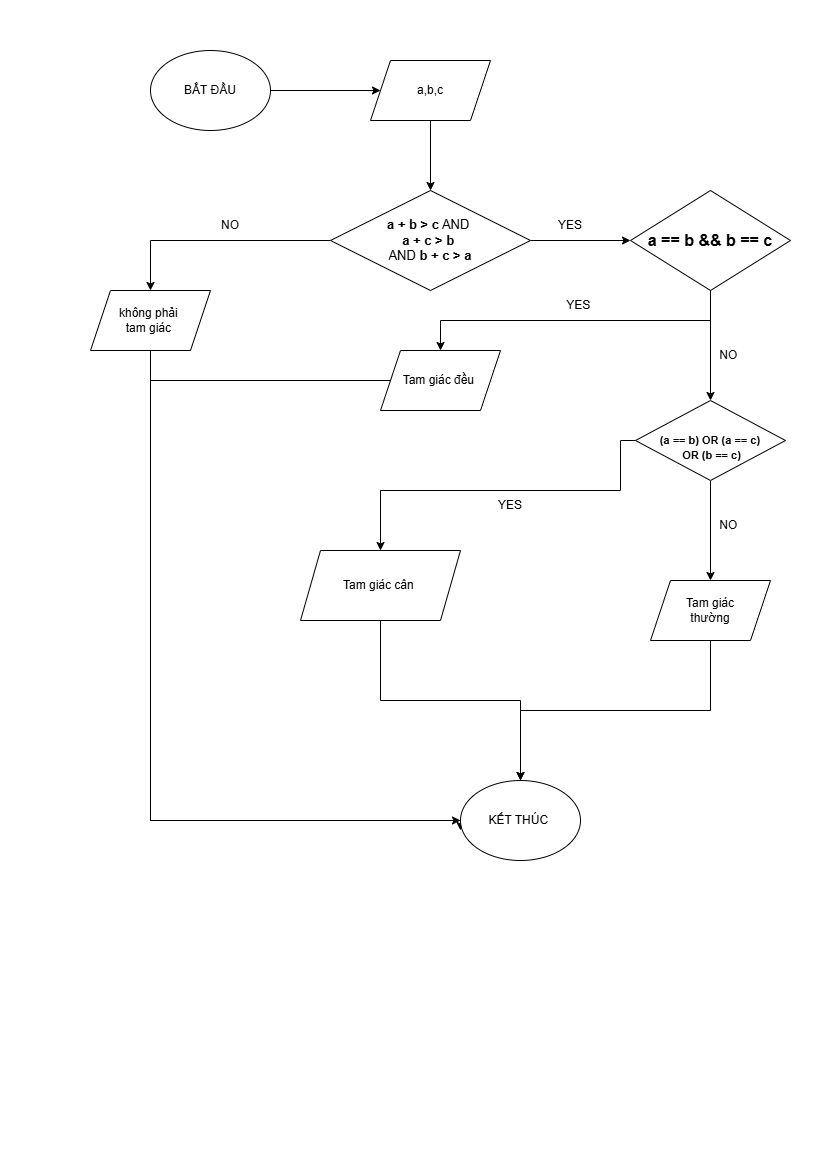 BẮT ĐẦU
a,b,c
NO
a + b > c AND
a + c > b
AND b + c > a
YES
a == b && b == c
không phải
tam giác
YES
NO
Tam giác đều
(a == b) OR (a == c)
OR (b == c)
YES
NO
Tam giác cân
Tam giác
thường
KẾT THÚC